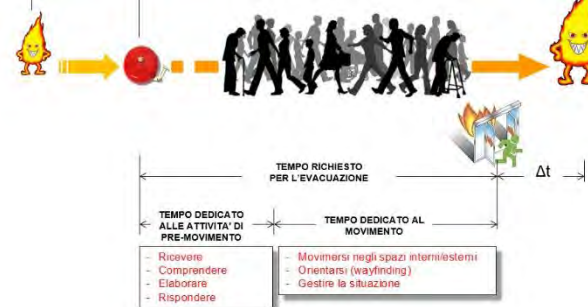 TEMPO RICHIESTO
PER L'EVACUAZIONE
Δt
TEMPO DEDICATO
ALLE ATTIVITA' DI
PRE-MOVIMENTO
TEMPO DEDICATO AL
MOVIMENTO
- Ricevere
- Comprendere
- Elaborare
- Rispondere
- Movimersi negli spazi interni/esterni
- Orientarsi (wayfinding)
- Gestire la situazione